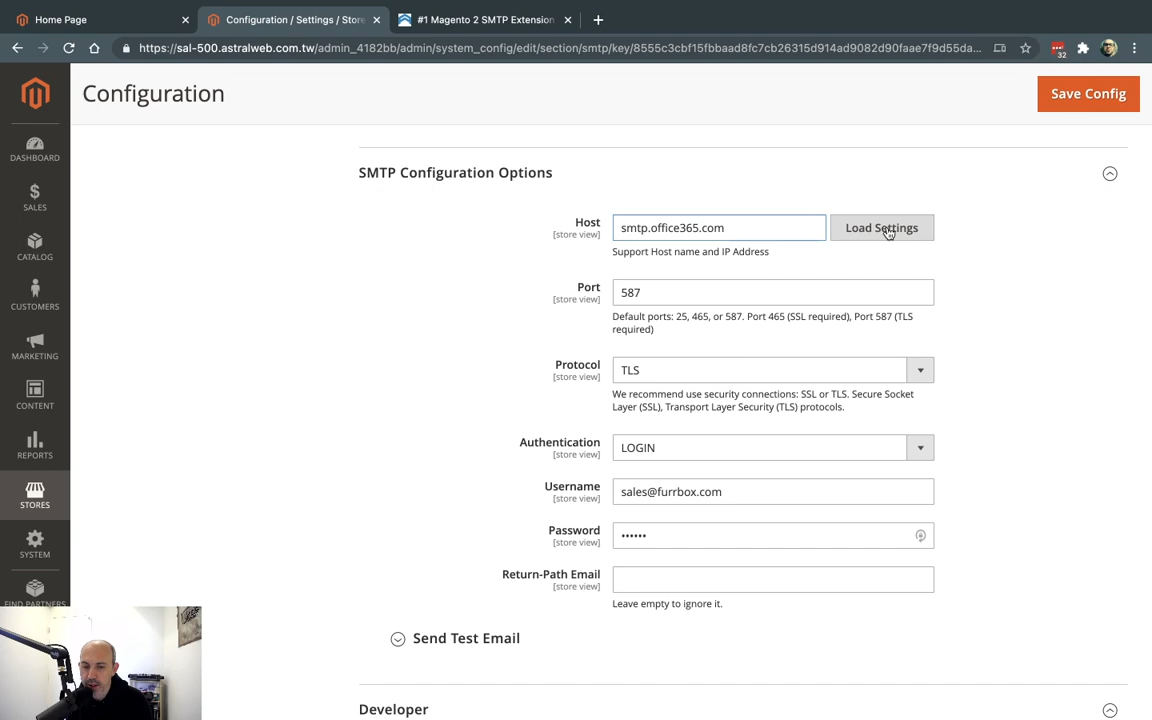 Home Page
Configuration / Settings / Store
#1 Magento 2 SMTP Extension
https://sal-500.astralweb.com.tw/admin_4182bb/admin/system_config/edit/section/smtp/key/8555c3cbf15fbbaad8fc7cb26315d914ad9082d90faae7f9d55da...
32
Configuration
Save Config
DASHBOARD
SALES
CATALOG
CUSTOMERS
MARKETING
CONTENT
REPORTS
STORES
SYSTEM
FIND PARTNERS
SMTP Configuration Options
Host
[store view]
smtp.office365.com
Load Settings
Support Host name and IP Address
Port
[store view]
587
Default ports: 25, 465, or 587. Port 465 (SSL required), Port 587 (TLS
required)
Protocol
[store view]
TLS
We recommend use security connections: SSL or TLS. Secure Socket
Layer (SSL), Transport Layer Security (TLS) protocols.
Authentication
[store view]
LOGIN
Username
[store view]
sales@furrbox.com
Password
[store view]
••••••
Return-Path Email
[store view]
Leave empty to ignore it.
Send Test Email
Developer